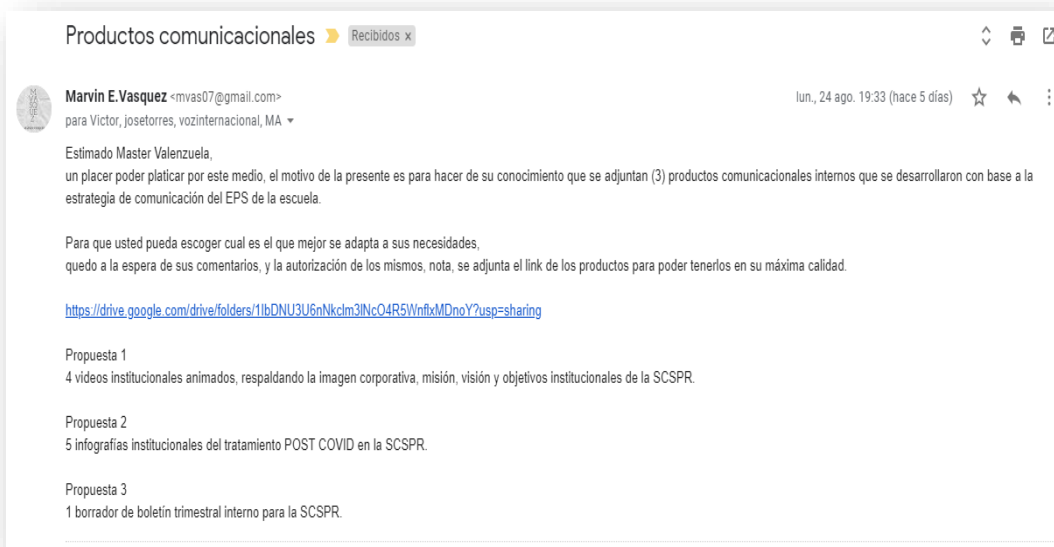 Productos comunicacionales Recibidos x
Marvin E.Vasquez <mvas07@gmail.com> lun., 24 ago. 19:33 (hace 5 días)
para Victor, josetorres, vozinternacional, MA
Estimado Master Valenzuela,
un placer poder platicar por este medio, el motivo de la presente es para hacer de su conocimiento que se adjuntan (3) productos comunicacionales internos que se desarrollaron con base a la
estrategia de comunicación del EPS de la escuela.
Para que usted pueda escoger cual es el que mejor se adapta a sus necesidades,
quedo a la espera de sus comentarios, y la autorización de los mismos, nota, se adjunta el link de los productos para poder tenerlos en su máxima calidad.
https://drive.google.com/drive/folders/1IbDNU3U6nNkclm3lNcO4R5WnflxMDnoY?usp=sharing
Propuesta 1
4 videos institucionales animados, respaldando la imagen corporativa, misión, visión y objetivos institucionales de la SCSPR.
Propuesta 2
5 infografías institucionales del tratamiento POST COVID en la SCSPR.
Propuesta 3
1 borrador de boletín trimestral interno para la SCSPR.